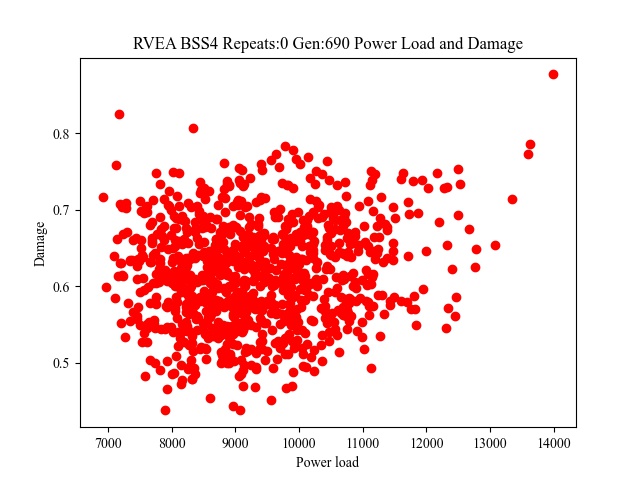 RVEA BSS4 Repeats:0 Gen:690 Power Load and Damage
0.8
0.7
0.6
0.5
Damage
7000 8000 9000 10000 11000 12000 13000 14000
Power load